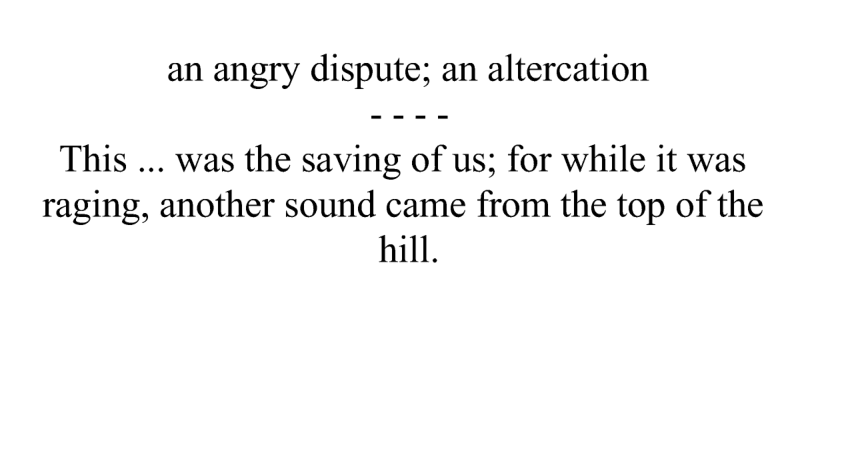 an angry dispute; an altercation
- - - -
This ... was the saving of us; for while it was
raging, another sound came from the top of the
hill.